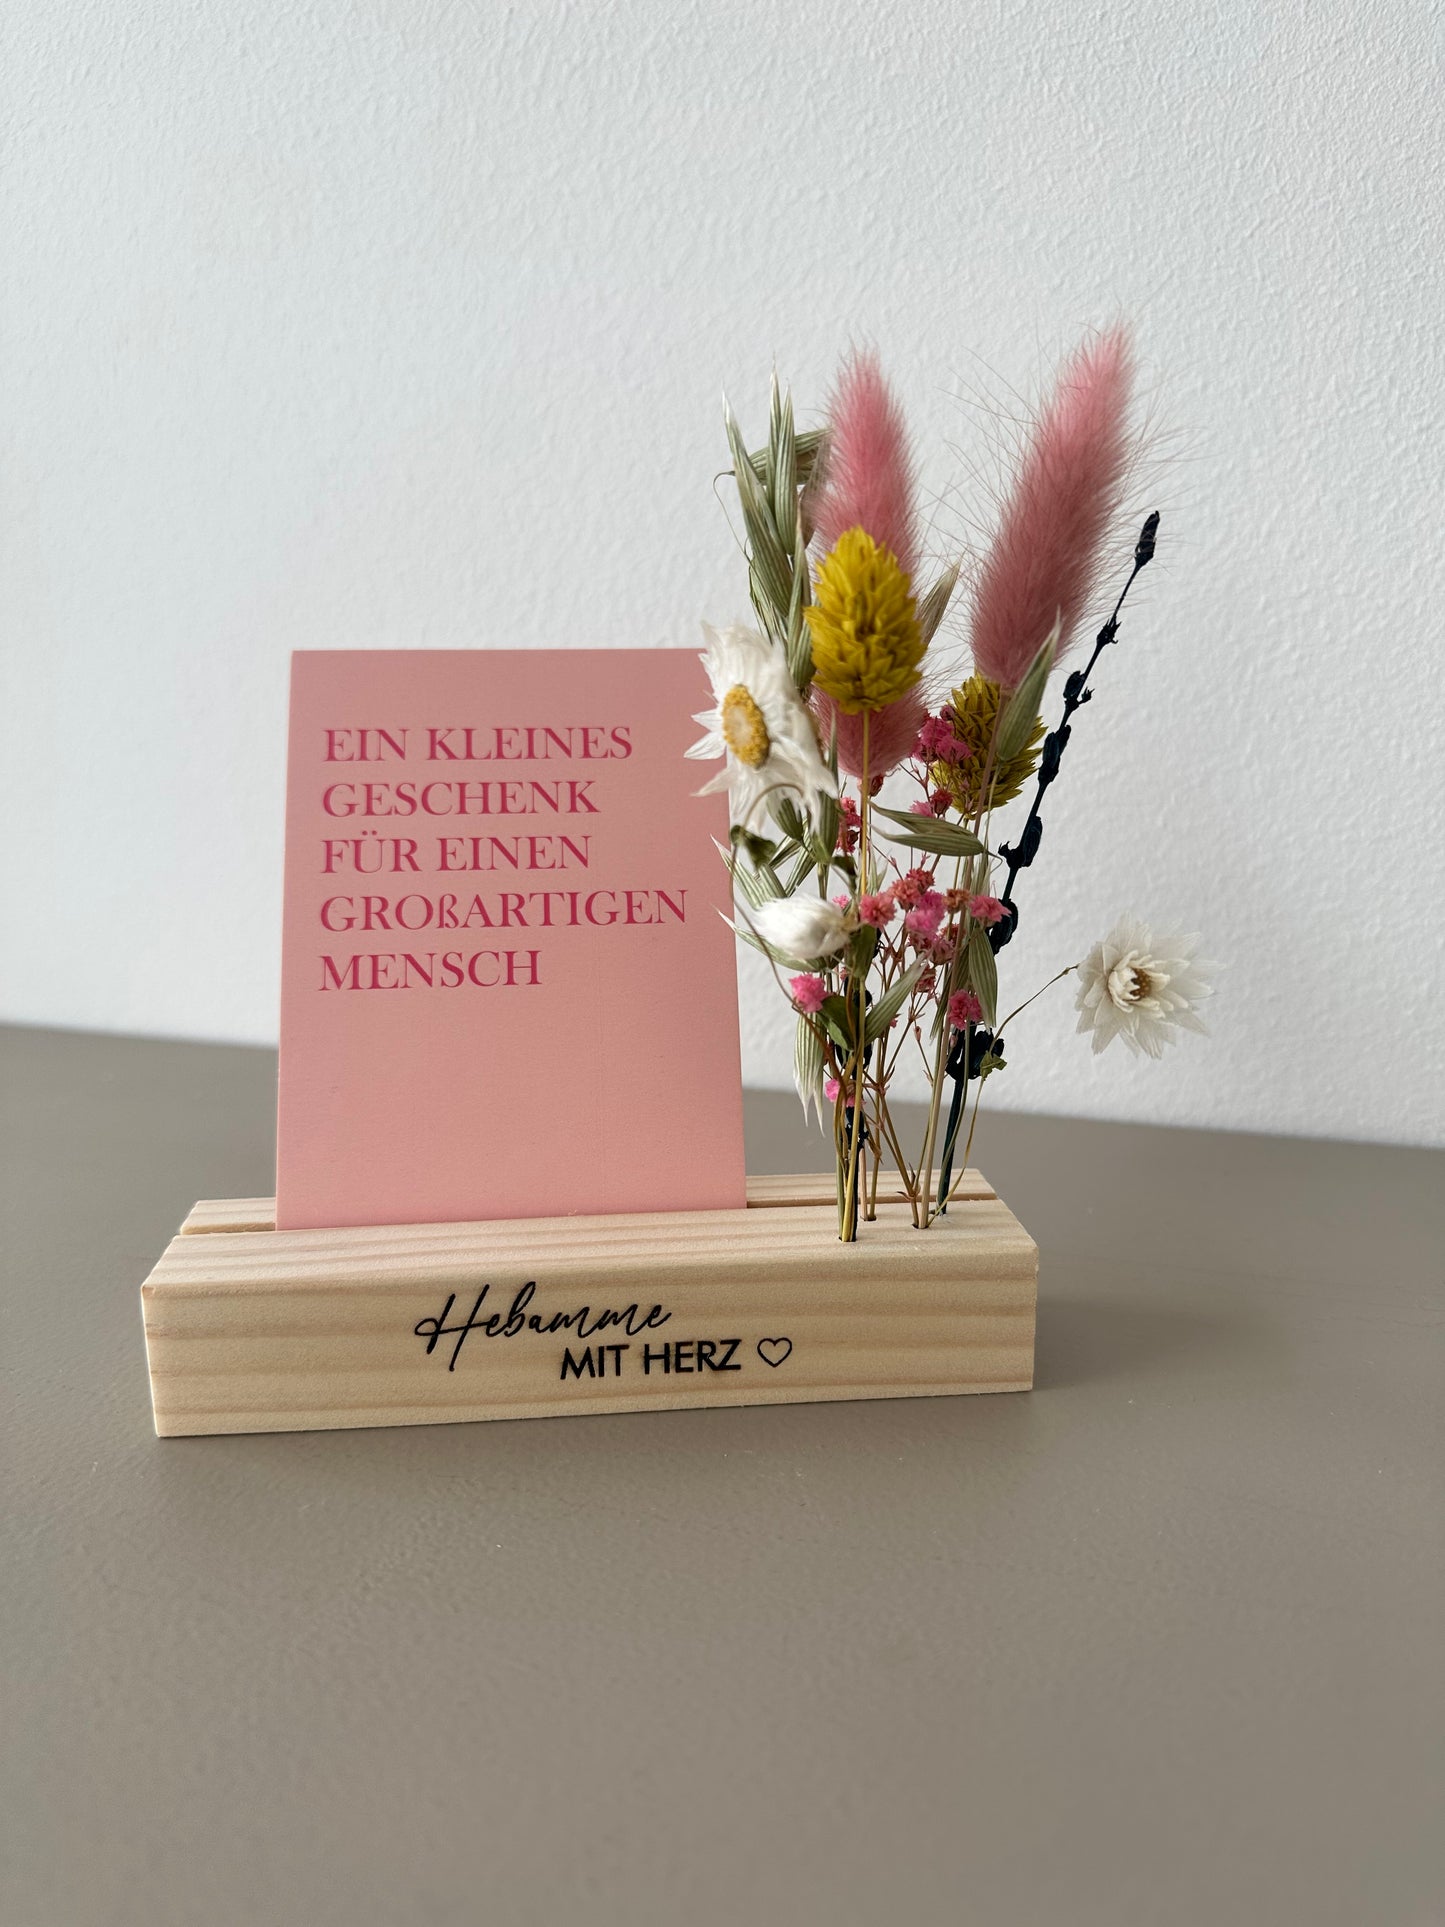 EIN KLEINES
GESCHENK
FÜR EINEN
GROßARTIGEN
MENSCH
Hebamme
MIT HERZ ♡